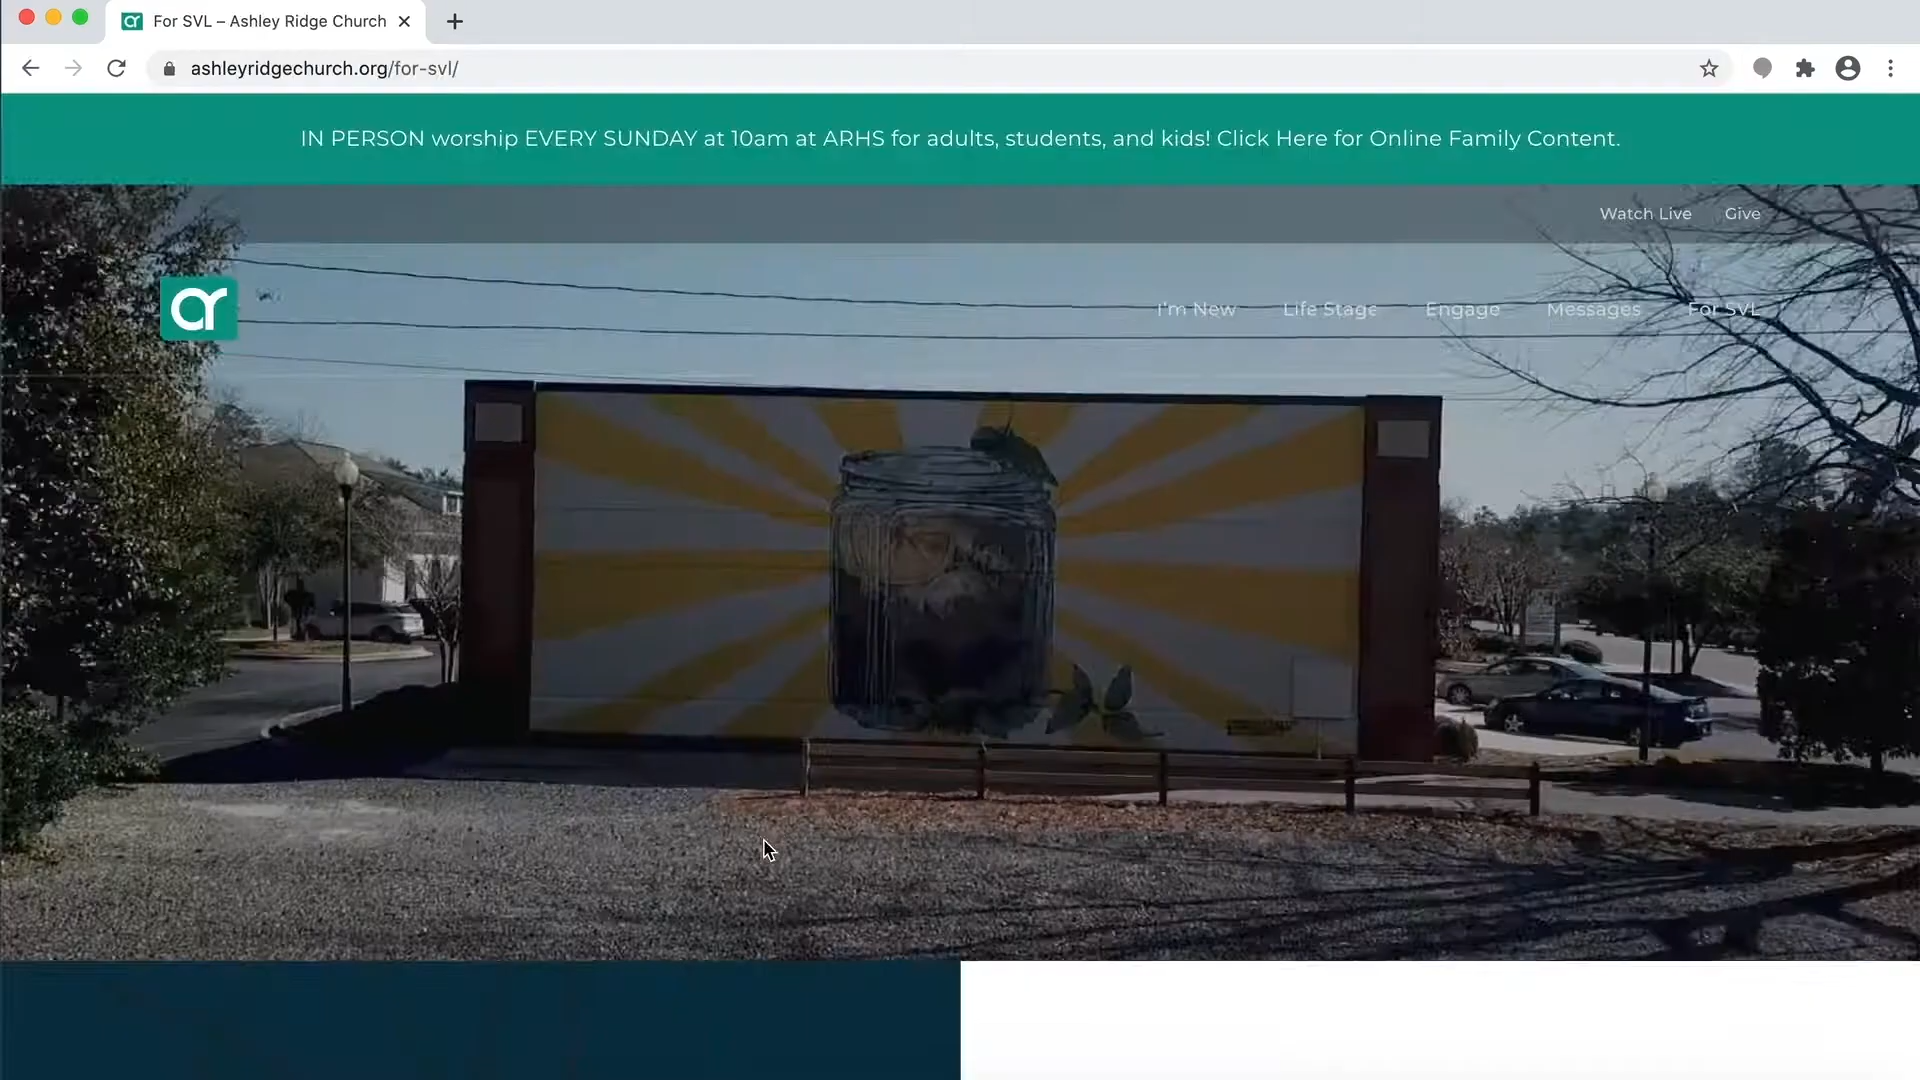 For SVL – Ashley Ridge Church
ashleyridgechurch.org/for-svl/
IN PERSON worship EVERY SUNDAY at 10am at ARHS for adults, students, and kids! Click Here for Online Family Content.
Watch Live Give
ar
I'm New Life Stage Engage Messages For SVL